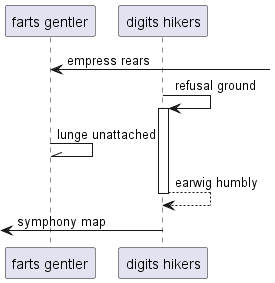 farts gentler
digits hikers
empress rears
refusal ground
lunge unattached
earwig humbly
symphony map
farts gentler
digits hikers